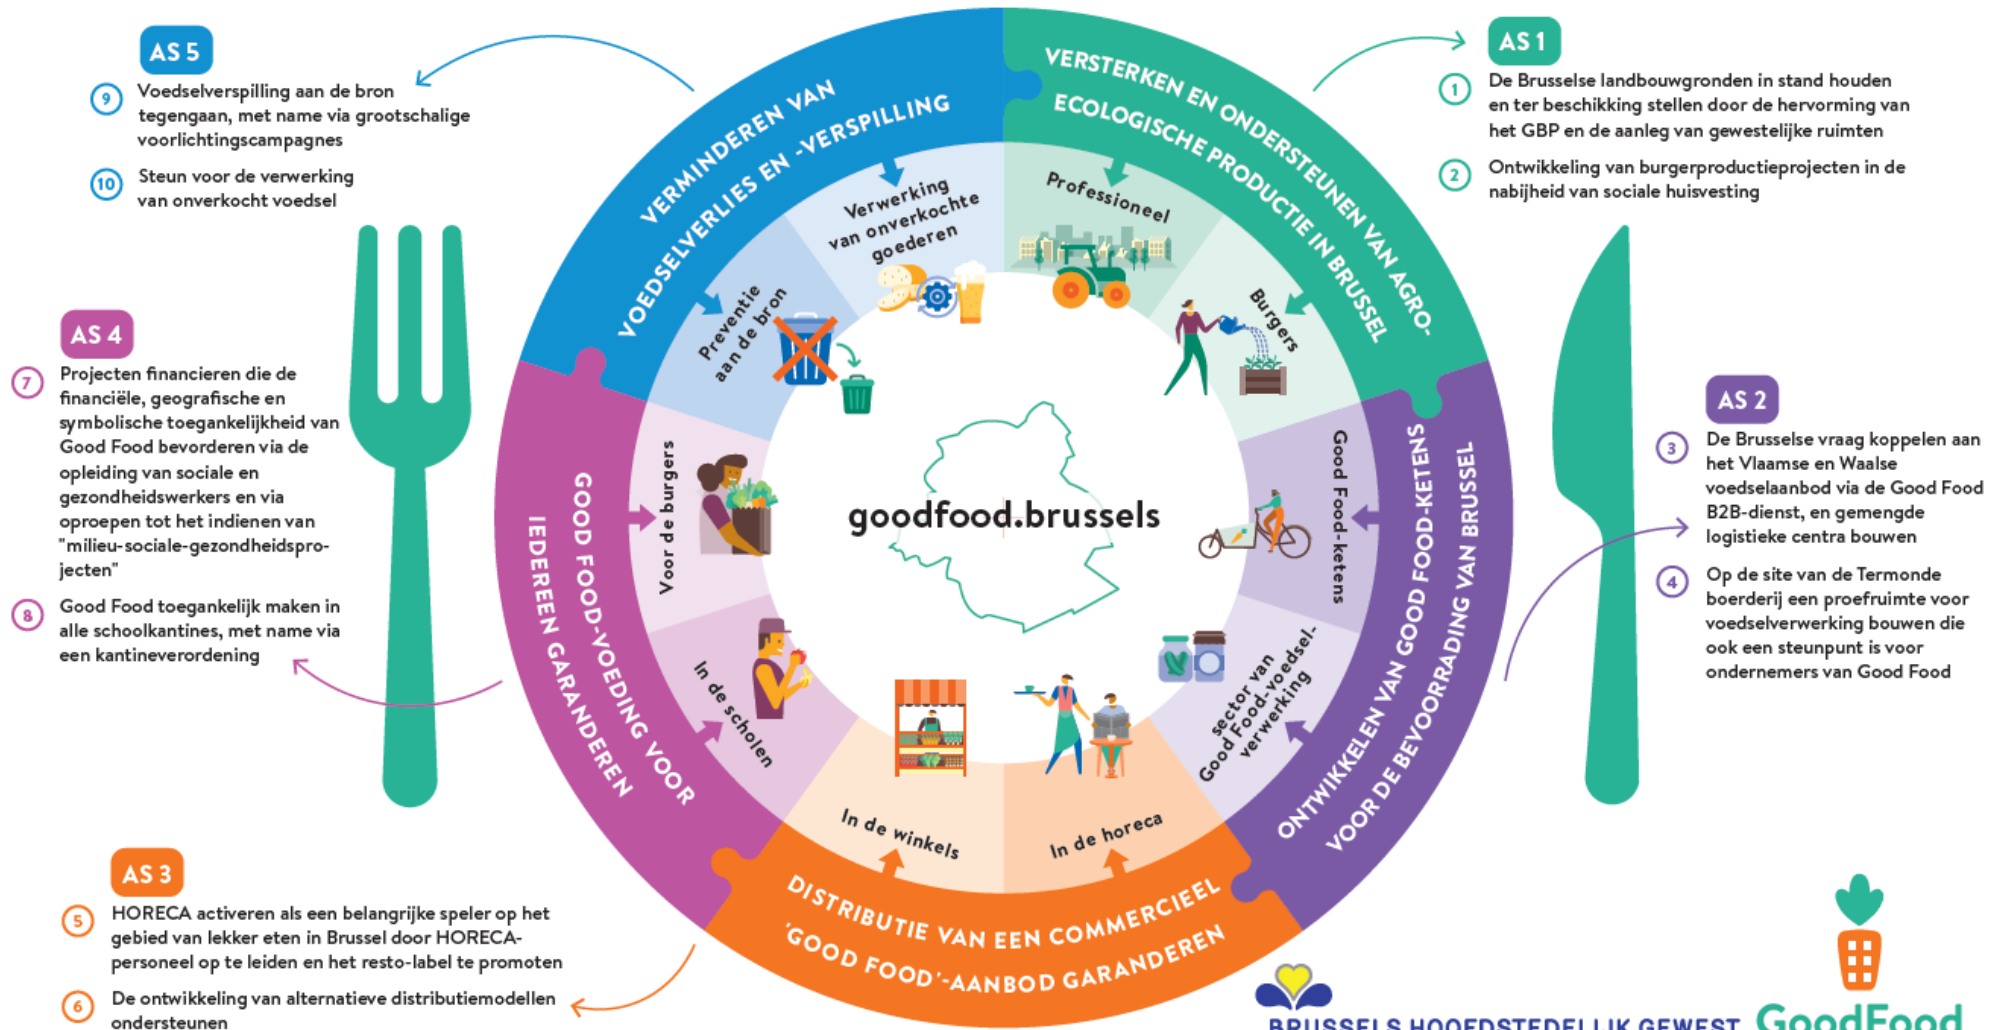 AS 5
9
Voedselverspilling aan de bron
tegengaan, met name via grootschalige
voorlichtingscampagnes
10
Steun voor de verwerking
van onverkocht voedsel
AS 4
7
Projecten financieren die de
financiële, geografische en
symbolische toegankelijkheid van
Good Food bevorderen via de
opleiding van sociale en
gezondheidswerkers en via
oproepen tot het indienen van
"milieu-sociale-gezondheidspro-
jecten"
8
Good Food toegankelijk maken in
alle schoolkantines, met name via
een kantineverordening
AS 3
5
HORECA activeren als een belangrijke speler op het
gebied van lekker eten in Brussel door HORECA-
personeel op te leiden en het resto-label te promoten
6
De ontwikkeling van alternatieve distributiemodellen
ondersteunen
VERMINDEREN VAN
VOEDSELVERLIES EN -VERSPILLING
Verwerking
van onverkochte
goederen
Preventie
aan de bron
VERSTERKEN EN ONDERSTEUNEN VAN AGRO-
ECOLOGISCHE PRODUCTIE IN BRUSSEL
Professioneel
Burgers
GOOD FOOD-VOEDING VOOR
IEDEREEN GARANDEREN
Voor de burgers
In de scholen
goodfood.brussels
ONTWIKKELEN VAN GOOD FOOD-KETENS
VOOR DE BEVOORRADING VAN BRUSSEL
Good Food-ketens
sector van
Good Food-voedsel-
verwerking
In de winkels
In de horeca
DISTRIBUTIE VAN EEN COMMERCIEEL
'GOOD FOOD'-AANBOD GARANDEREN
AS 1
1
De Brusselse landbouwgronden in stand houden
en ter beschikking stellen door de hervorming van
het GBP en de aanleg van gewestelijke ruimten
2
Ontwikkeling van burgerproductieprojecten in de
nabijheid van sociale huisvesting
AS 2
3
De Brusselse vraag koppelen aan
het Vlaamse en Waalse
voedselaanbod via de Good Food
B2B-dienst, en gemengde
logistieke centra bouwen
4
Op de site van de Termonde
boerderij een proefruimte voor
voedselverwerking bouwen die
ook een steunpunt is voor
ondernemers van Good Food
BRUSSELS HOOFDSTEDELIJK GEWEST
GoodFood